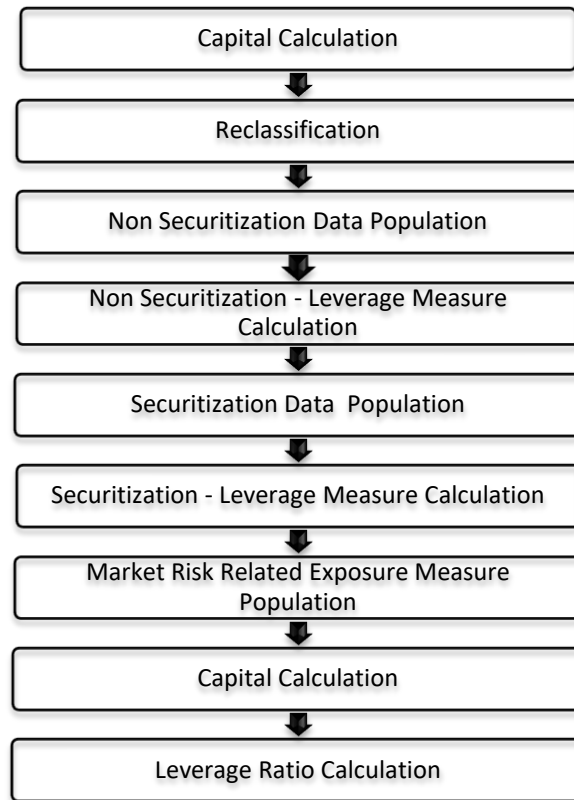 Capital Calculation
Reclassification
Non Securitization Data Population
Non Securitization - Leverage Measure
Calculation
Securitization Data  Population
Securitization - Leverage Measure Calculation
Market Risk Related Exposure Measure
Population
Capital Calculation
Leverage Ratio Calculation